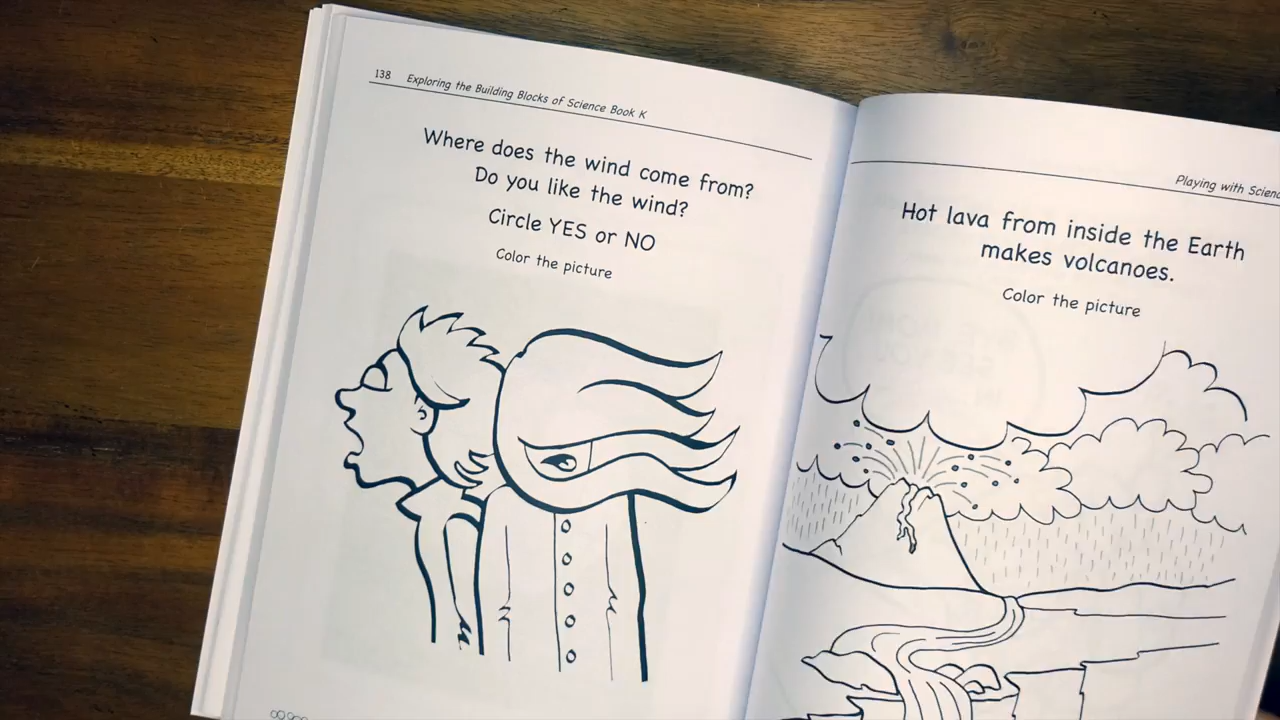 138 Exploring the Building Blocks of Science Book K
Where does the wind come from?
Do you like the wind?
Circle YES or NO
Color the picture
Playing with
Hot lava from inside the Earth
makes volcanoes.
Color the picture